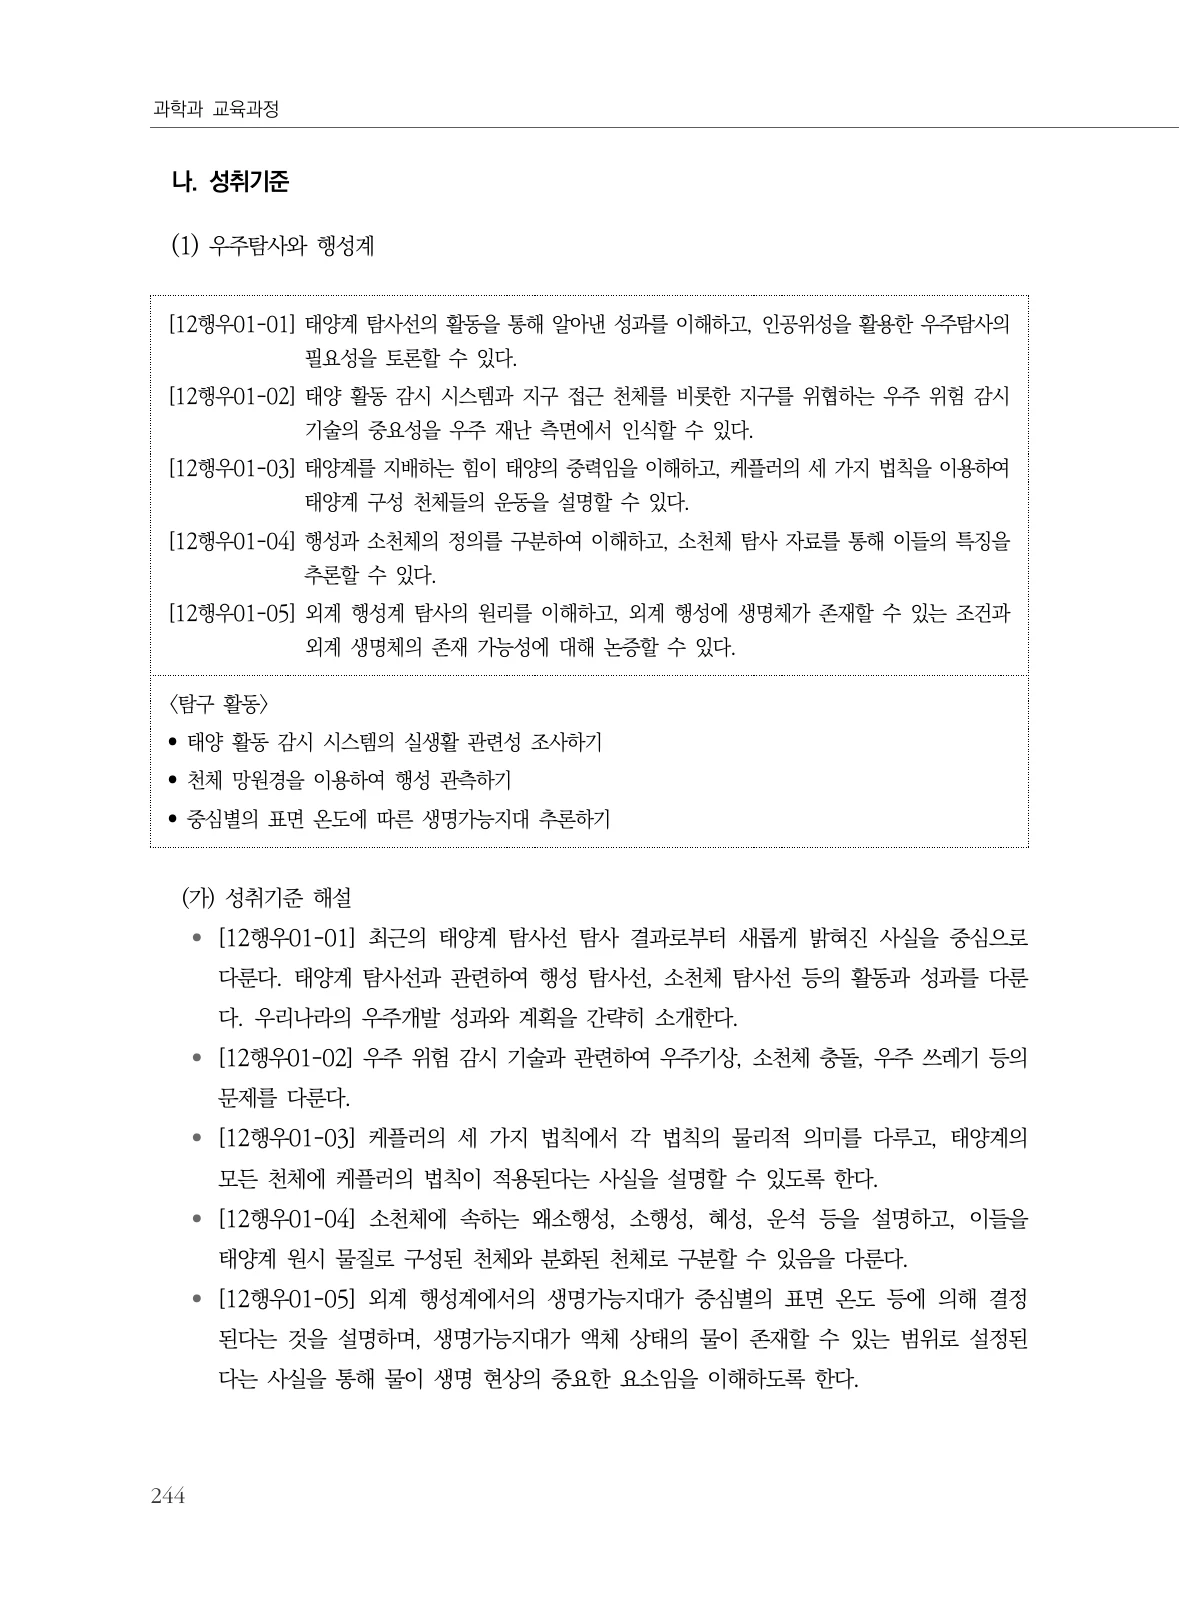 과학과 교육과정
나. 성취기준
(1) 우주탐사와 행성계
[12행우01-01] 태양계 탐사선의 활동을 통해 알아낸 성과를 이해하고, 인공위성을 활용한 우주탐사의
필요성을 토론할 수 있다.
[12행우01-02] 태양 활동 감시 시스템과 지구 접근 천체를 비롯한 지구를 위협하는 우주 위험 감시
기술의 중요성을 우주 재난 측면에서 인식할 수 있다.
[12행우01-03] 태양계를 지배하는 힘이 태양의 중력임을 이해하고, 케플러의 세 가지 법칙을 이용하여
태양계 구성 천체들의 운동을 설명할 수 있다.
[12행우01-04] 행성과 소천체의 정의를 구분하여 이해하고, 소천체 탐사 자료를 통해 이들의 특징을
추론할 수 있다.
[12행우01-05] 외계 행성계 탐사의 원리를 이해하고, 외계 행성에 생명체가 존재할 수 있는 조건과
외계 생명체의 존재 가능성에 대해 논증할 수 있다.
〈탐구 활동〉
• 태양 활동 감시 시스템의 실생활 관련성 조사하기
• 천체 망원경을 이용하여 행성 관측하기
• 중심별의 표면 온도에 따른 생명가능지대 추론하기
(가) 성취기준 해설
• [12행우01-01] 최근의 태양계 탐사선 탐사 결과로부터 새롭게 밝혀진 사실을 중심으로
다룬다. 태양계 탐사선과 관련하여 행성 탐사선, 소천체 탐사선 등의 활동과 성과를 다룬
다. 우리나라의 우주개발 성과와 계획을 간략히 소개한다.
• [12행우01-02] 우주 위험 감시 기술과 관련하여 우주기상, 소천체 충돌, 우주 쓰레기 등의
문제를 다룬다.
• [12행우01-03] 케플러의 세 가지 법칙에서 각 법칙의 물리적 의미를 다루고, 태양계의
모든 천체에 케플러의 법칙이 적용된다는 사실을 설명할 수 있도록 한다.
• [12행우01-04] 소천체에 속하는 왜소행성, 소행성, 혜성, 운석 등을 설명하고, 이들을
태양계 원시 물질로 구성된 천체와 분화된 천체로 구분할 수 있음을 다룬다.
• [12행우01-05] 외계 행성계에서의 생명가능지대가 중심별의 표면 온도 등에 의해 결정
된다는 것을 설명하며, 생명가능지대가 액체 상태의 물이 존재할 수 있는 범위로 설정된
다는 사실을 통해 물이 생명 현상의 중요한 요소임을 이해하도록 한다.
244